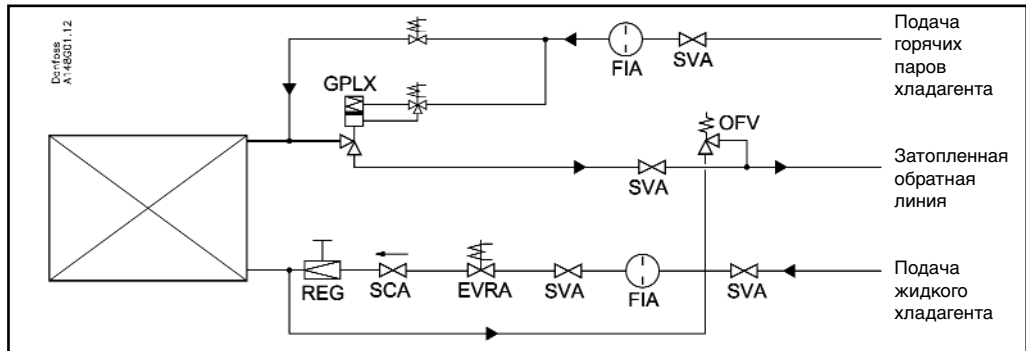 Danfoss
A148G01.12
Подача
горячих
паров
хладагента
FIA
SVA
GPLX
OFV
SVA
Затопленная
обратная
линия
REG
SCA
EVRA
SVA
FIA
SVA
Подача
жидкого
хладагента